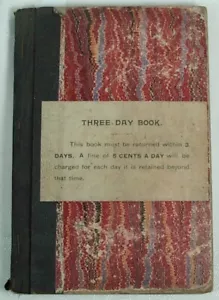 THREE-DAY BOOK.
This book must be returned within 3
DAYS. A fine of 5 CENTS A DAY will be
charged for each day it is retained beyond
that time.